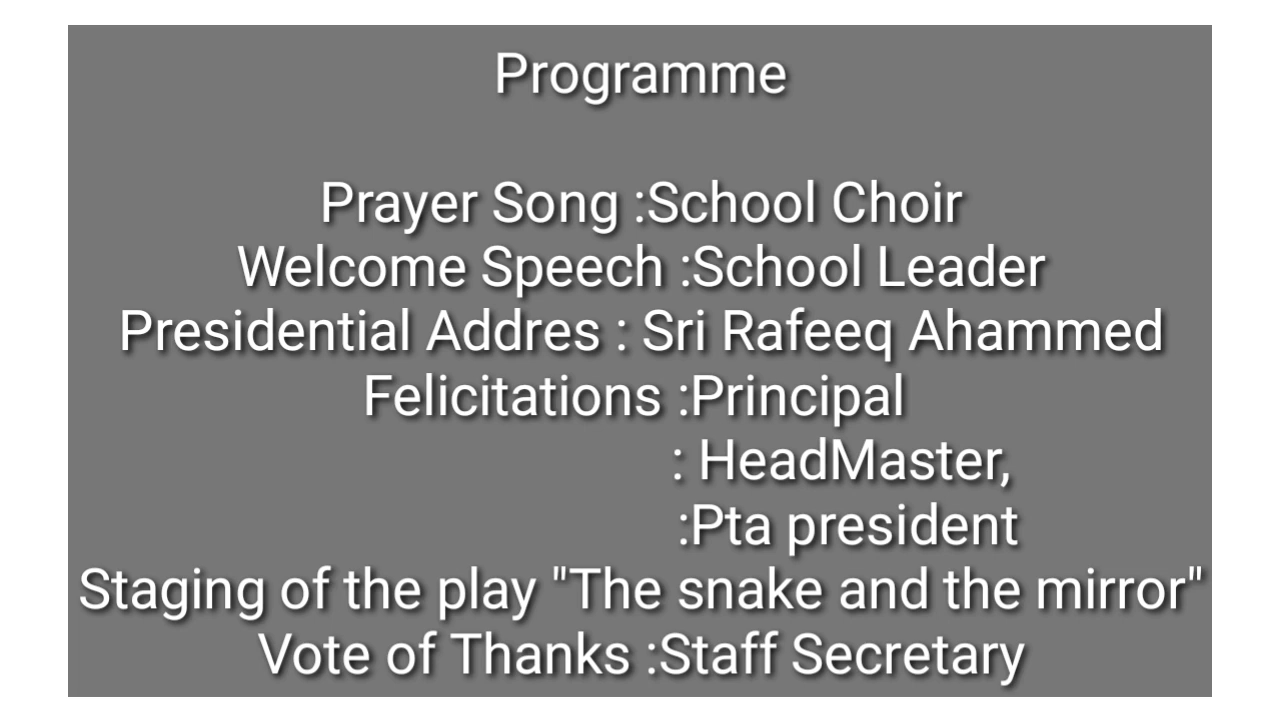 Programme
Prayer Song :School Choir
Welcome Speech :School Leader
Presidential Addres : Sri Rafeeq Ahammed
Felicitations :Principal
: HeadMaster,
:Pta president
Staging of the play "The snake and the mirror"
Vote of Thanks :Staff Secretary